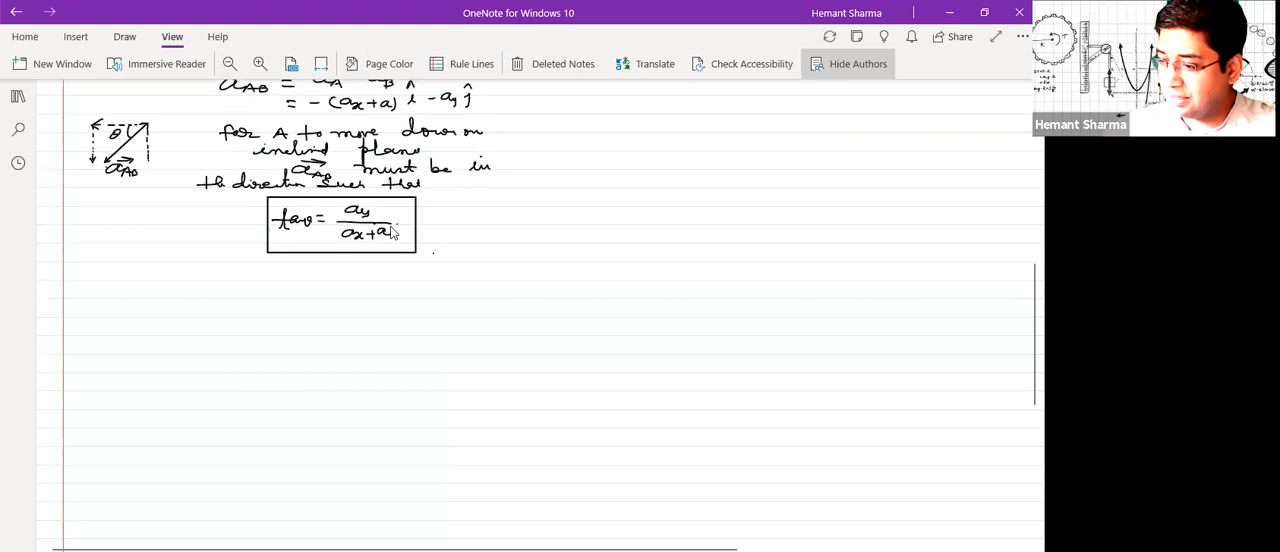 OneNote for Windows 10
Hemant Sharma
Home Insert Draw View Help
Share
New Window Immersive Reader Page Color Rule Lines Deleted Notes Translate Check Accessibility Hide Authors
= -(ax+a) î - ay ĵ
for A to move down on
inclind plane
aAB must be in
th direction such that
θ
aAB
tanθ = ay / ax+a
Hemant Sharma